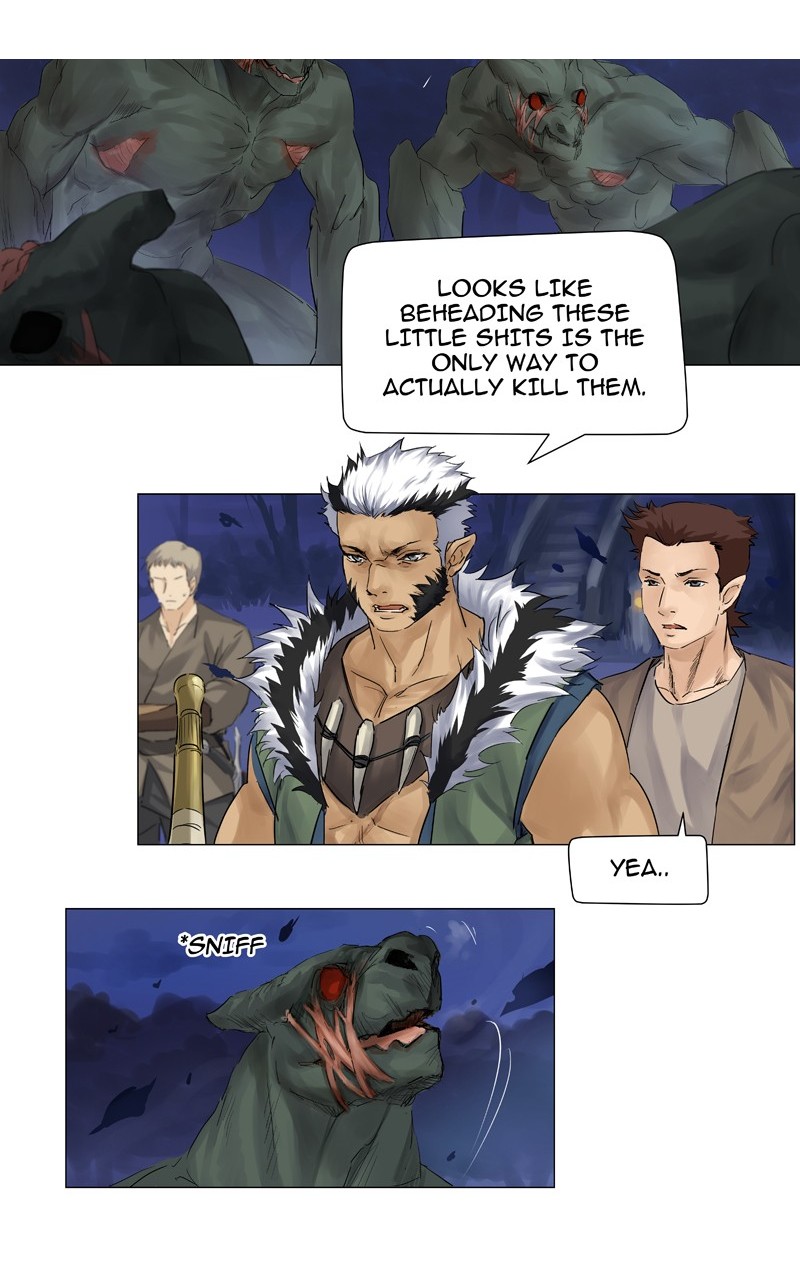 LOOKS LIKE
BEHEADING THESE
LITTLE SHITS IS THE
ONLY WAY TO
ACTUALLY KILL THEM.
YEA..
*SNIFF